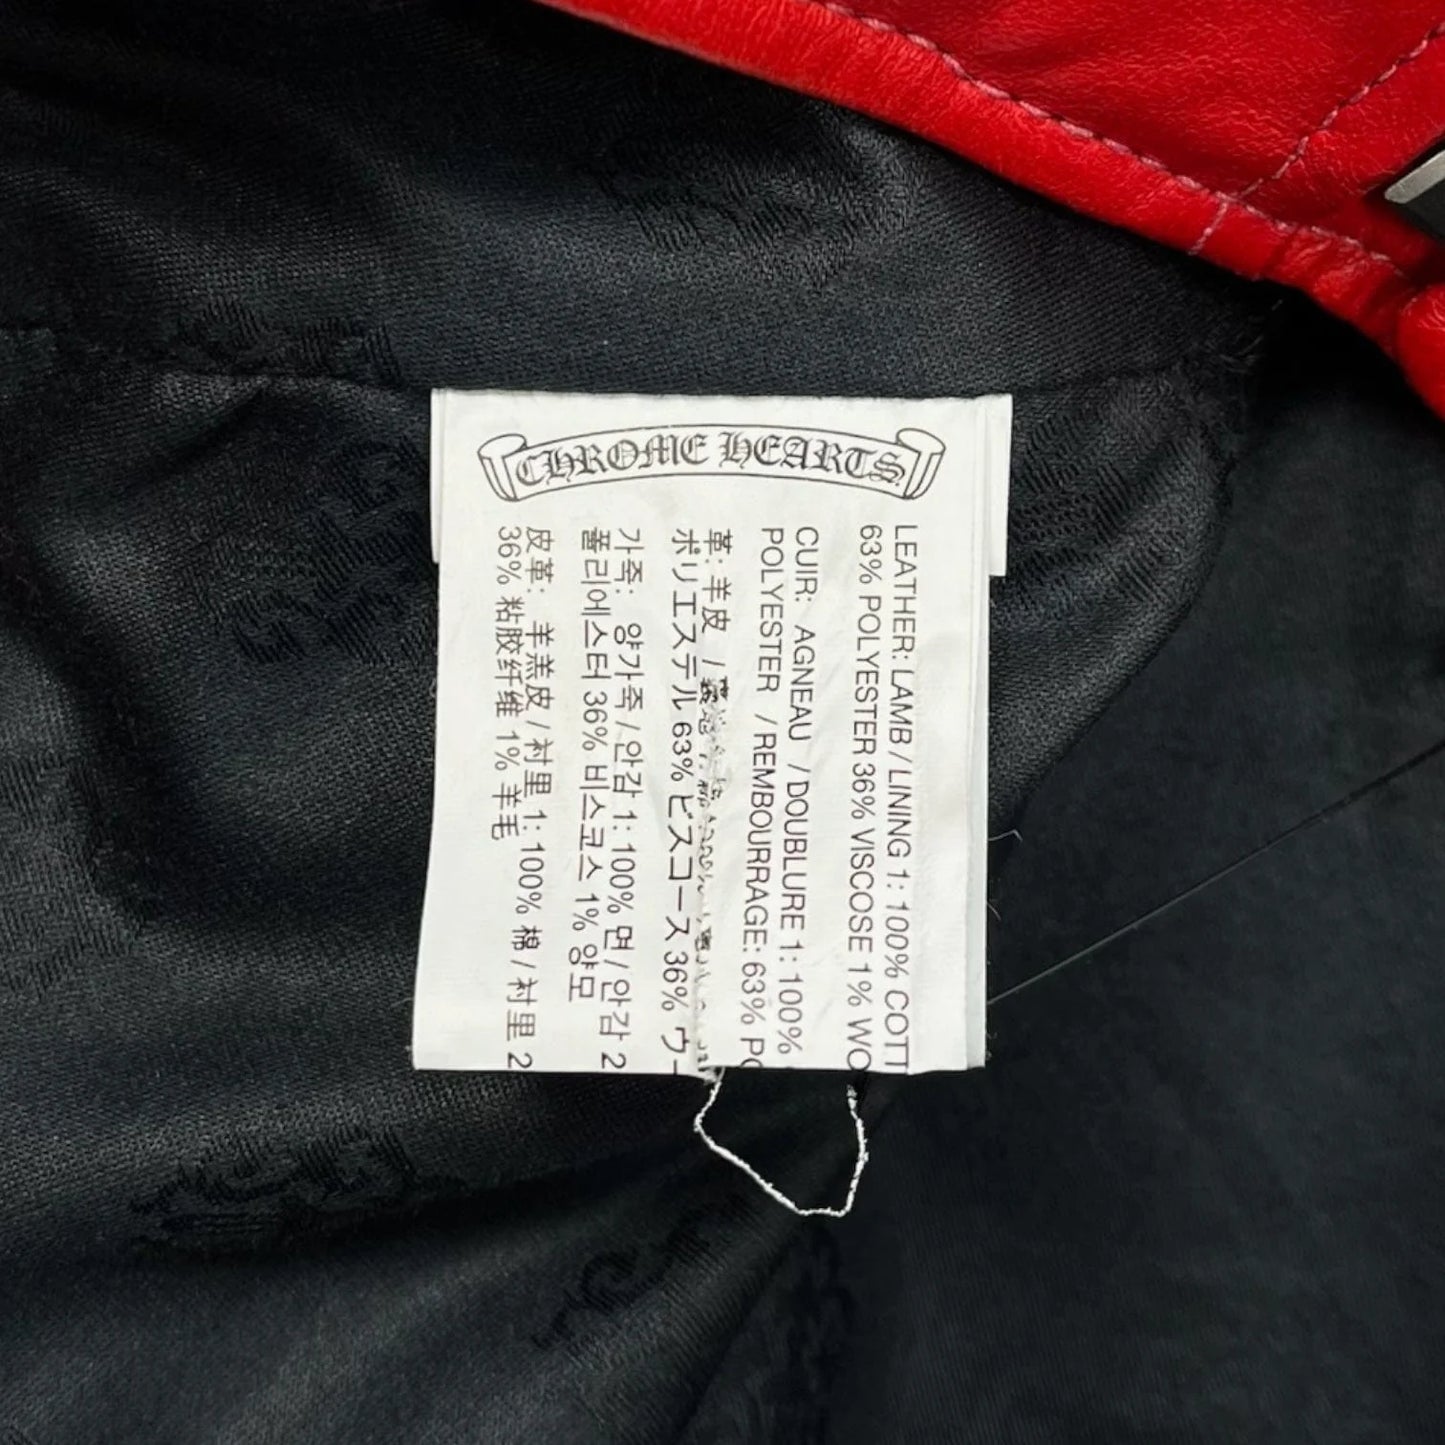 CHROME HEARTS
LEATHER: LAMB / LINING 1: 100% COTT
63% POLYESTER 36% VISCOSE 1% WO
CUIR: AGNEAU / DOUBLURE 1: 100%
POLYESTER / REMBOURRAGE: 63% PO
革: 羊皮 /
ポリエステル 63% ビスコース 36% ウー
가죽: 양가죽 / 안감 1: 100% 면 / 안감 2
폴리에스터 36% 비스코스 1% 양모
皮革: 羊羔皮 / 衬里 1: 100% 棉 / 衬里 2
36% 粘胶纤维 1% 羊毛